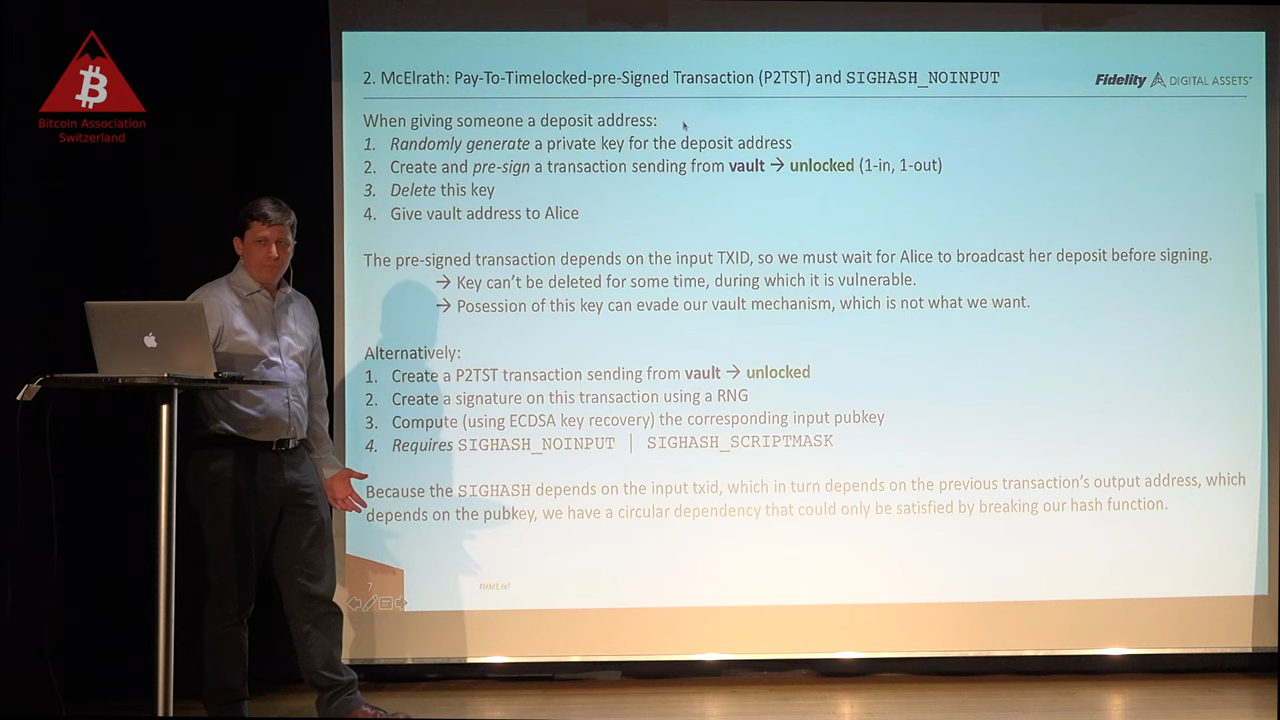 Bitcoin Association
Switzerland
2. McElrath: Pay-To-Timelocked-pre-Signed Transaction (P2TST) and SIGHASH_NOINPUT
Fidelity DIGITAL ASSETS℠
When giving someone a deposit address:
1. Randomly generate a private key for the deposit address
2. Create and pre-sign a transaction sending from vault → unlocked (1-in, 1-out)
3. Delete this key
4. Give vault address to Alice
The pre-signed transaction depends on the input TXID, so we must wait for Alice to broadcast her deposit before signing.
→ Key can't be deleted for some time, during which it is vulnerable.
→ Posession of this key can evade our vault mechanism, which is not what we want.
Alternatively:
1. Create a P2TST transaction sending from vault → unlocked
2. Create a signature on this transaction using a RNG
3. Compute (using ECDSA key recovery) the corresponding input pubkey
4. Requires SIGHASH_NOINPUT | SIGHASH_SCRIPTMASK
Because the SIGHASH depends on the input txid, which in turn depends on the previous transaction's output address, which
depends on the pubkey, we have a circular dependency that could only be satisfied by breaking our hash function.
7
FIXME ref